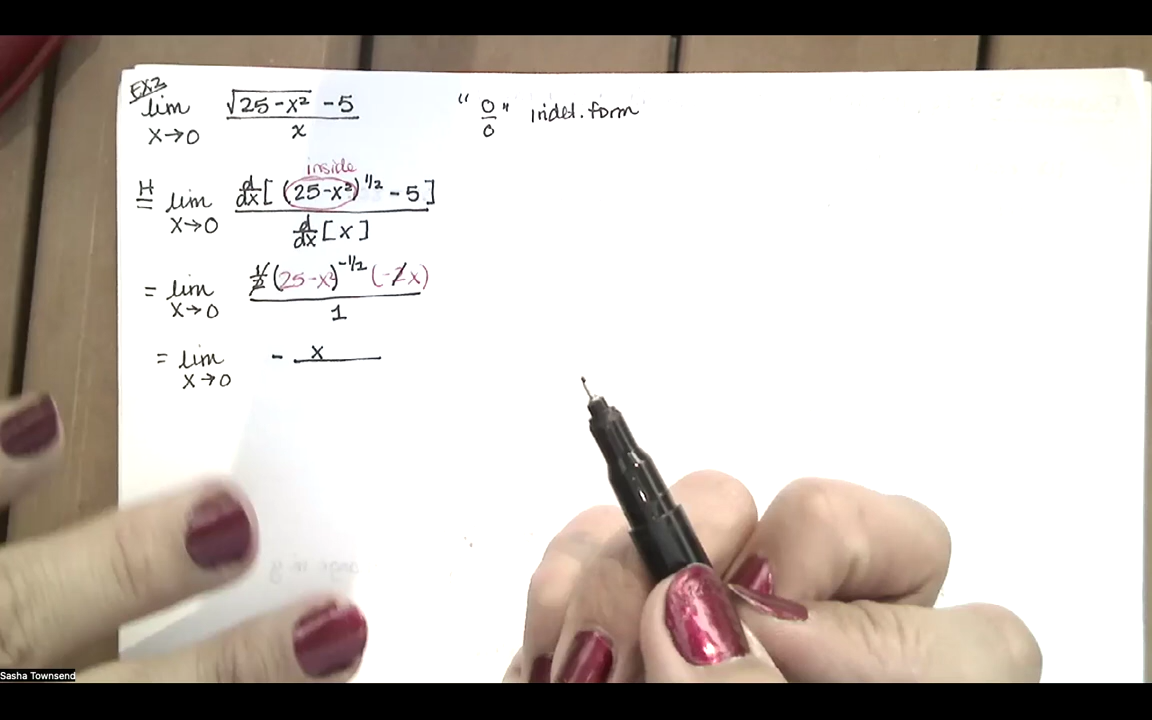 EX2
lim x→0 (√(25-x²) - 5)/x " 0/0 " indet. form
inside
H= lim x→0 d/dx[(25-x²)^1/2 - 5] / d/dx[x]
= lim x→0 1/2(25-x²)^-1/2 (-2x) / 1
= lim x→0 - x
Sasha Townsend